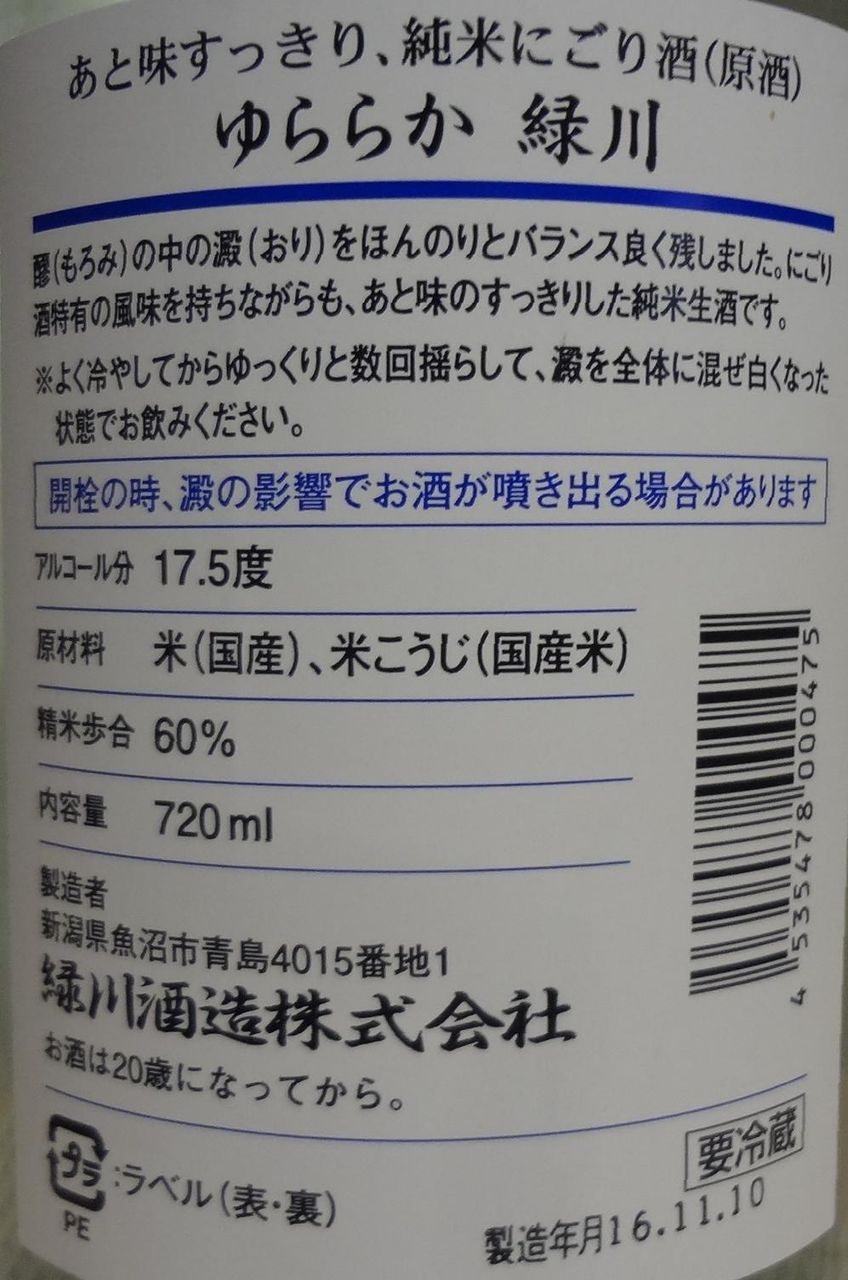 あと味すっきり、純米にごり酒(原酒)
ゆららか 緑川
醪(もろみ)の中の澱(おり)をほんのりとバランス良く残しました。にごり
酒特有の風味を持ちながらも、あと味のすっきりした純米生酒です。
※よく冷やしてからゆっくりと数回揺らして、澱を全体に混ぜ白くなった
状態でお飲みください。
開栓の時、澱の影響でお酒が噴き出る場合があります
アルコール分 17.5度
原材料 米(国産)、米こうじ(国産米)
精米歩合 60%
内容量 720ml
製造者
新潟県魚沼市青島4015番地1
緑川酒造株式会社
お酒は20歳になってから。
プラ
PE
:ラベル(表・裏)
要冷蔵
製造年月16.11.10
4 535478 000475